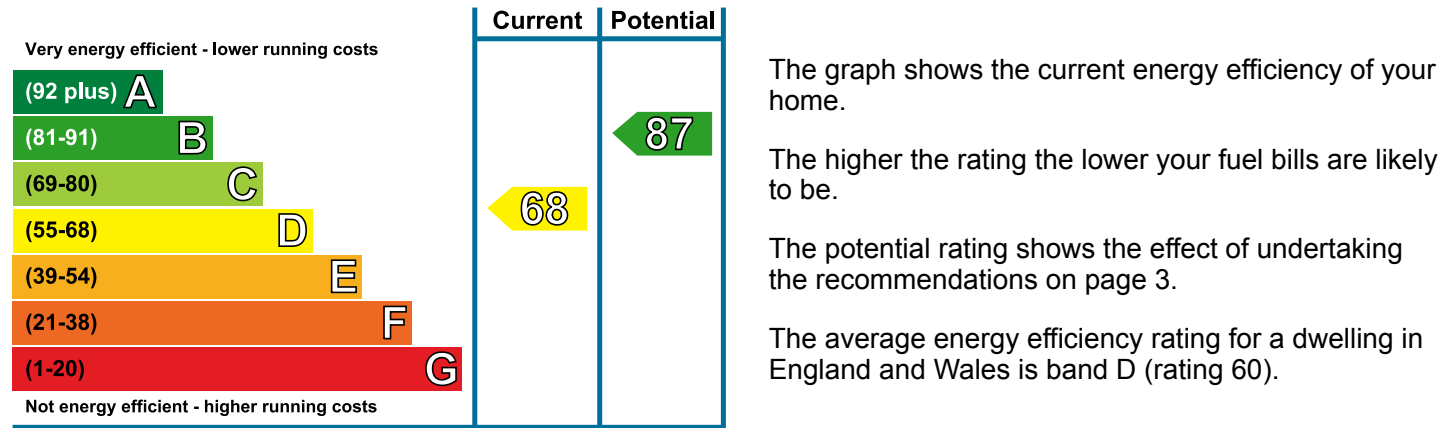 Current Potential
Very energy efficient - lower running costs
(92 plus) A
(81-91) B
87
(69-80) C
68
(55-68) D
(39-54) E
(21-38) F
(1-20) G
Not energy efficient - higher running costs
The graph shows the current energy efficiency of your
home.
The higher the rating the lower your fuel bills are likely
to be.
The potential rating shows the effect of undertaking
the recommendations on page 3.
The average energy efficiency rating for a dwelling in
England and Wales is band D (rating 60).